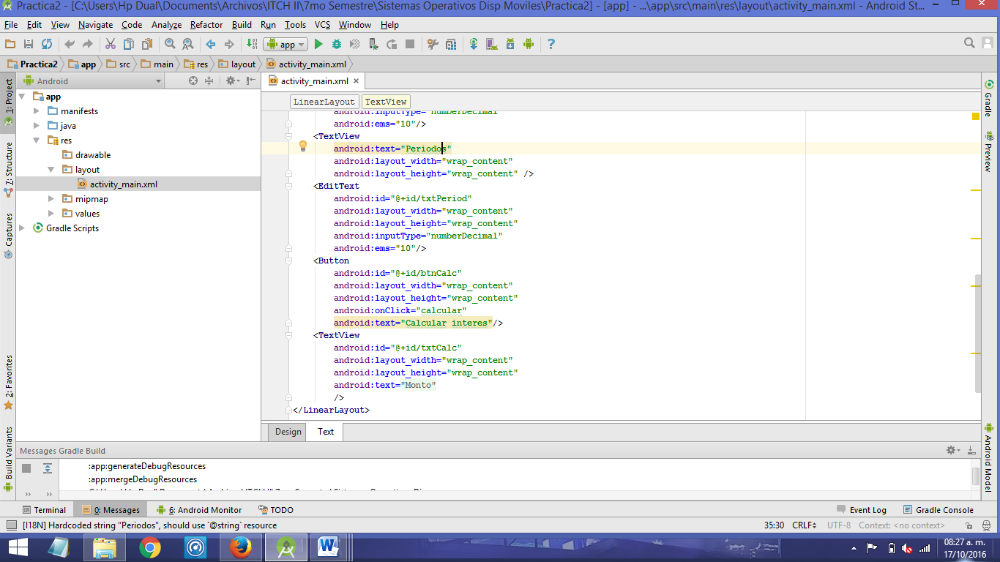 Practica2 - [C:\Users\Hp Dual\Documents\Archivos\ITCH II\7mo Semestre\Sistemas Operativos Disp Moviles\Practica2] - [app] - ...\app\src\main\res\layout\activity_main.xml - Android St...
File Edit View Navigate Code Analyze Refactor Build Run Tools VCS Window Help
app
Practica2 app src main res layout activity_main.xml
1: Project
7: Structure
Captures
2: Favorites
Build Variants
Android
app
manifests
java
res
drawable
layout
activity_main.xml
mipmap
values
Gradle Scripts
activity_main.xml
LinearLayout TextView
android:inputType="numberDecimal"
android:ems="10"/>
<TextView
android:text="Periodos"
android:layout_width="wrap_content"
android:layout_height="wrap_content" />
<EditText
android:id="@+id/txtPeriod"
android:layout_width="wrap_content"
android:layout_height="wrap_content"
android:inputType="numberDecimal"
android:ems="10"/>
<Button
android:id="@+id/btnCalc"
android:layout_width="wrap_content"
android:layout_height="wrap_content"
android:onClick="calcular"
android:text="Calcular interes"/>
<TextView
android:id="@+id/txtCalc"
android:layout_width="wrap_content"
android:layout_height="wrap_content"
android:text="Monto"
/>
</LinearLayout>
Design Text
Gradle
Preview
Android Model
Messages Gradle Build
:app:generateDebugResources
:app:mergeDebugResources
Terminal 0: Messages 6: Android Monitor TODO Event Log Gradle Console
[I18N] Hardcoded string "Periodos", should use `@string` resource 35:30 CRLF UTF-8 Context: <no context>
08:27 a. m.
17/10/2016